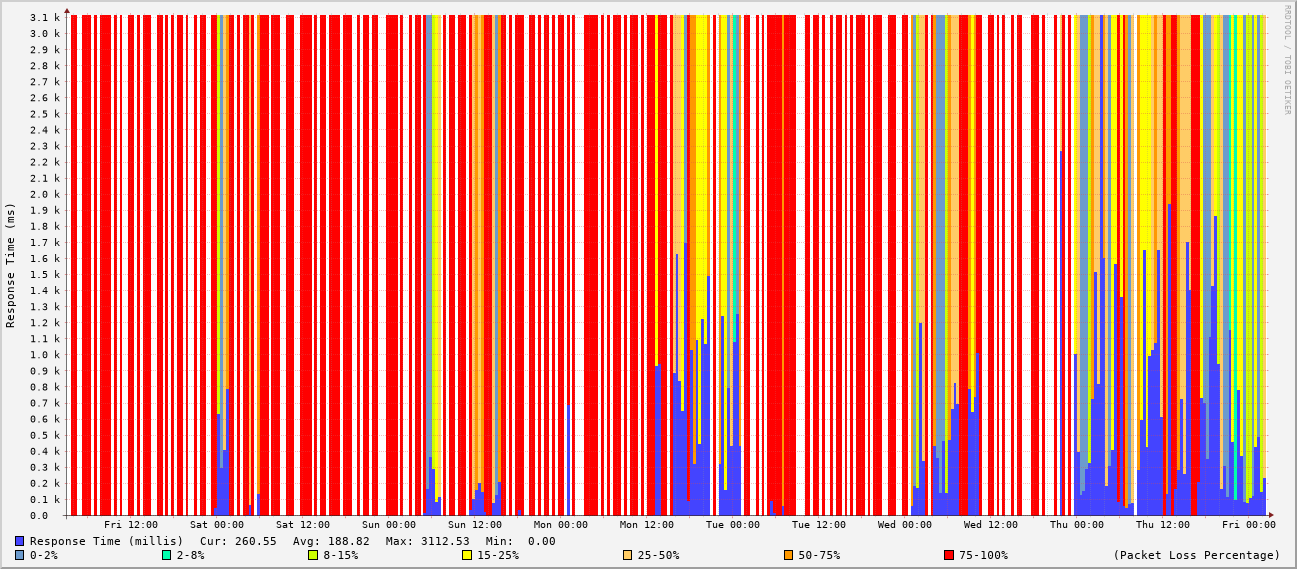 3.1 k
3.0 k
2.9 k
2.8 k
2.7 k
2.6 k
2.5 k
2.4 k
2.3 k
2.2 k
2.1 k
2.0 k
1.9 k
1.8 k
1.7 k
1.6 k
1.5 k
1.4 k
1.3 k
1.2 k
1.1 k
1.0 k
0.9 k
0.8 k
0.7 k
0.6 k
0.5 k
0.4 k
0.3 k
0.2 k
0.1 k
0.0
Response Time (ms)
RRDTOOL / TOBI OETIKER
Fri 12:00 Sat 00:00 Sat 12:00 Sun 00:00 Sun 12:00 Mon 00:00 Mon 12:00 Tue 00:00 Tue 12:00 Wed 00:00 Wed 12:00 Thu 00:00 Thu 12:00 Fri 00:00
Response Time (millis) Cur: 260.55 Avg: 188.82 Max: 3112.53 Min: 0.00
0-2% 2-8% 8-15% 15-25% 25-50% 50-75% 75-100% (Packet Loss Percentage)